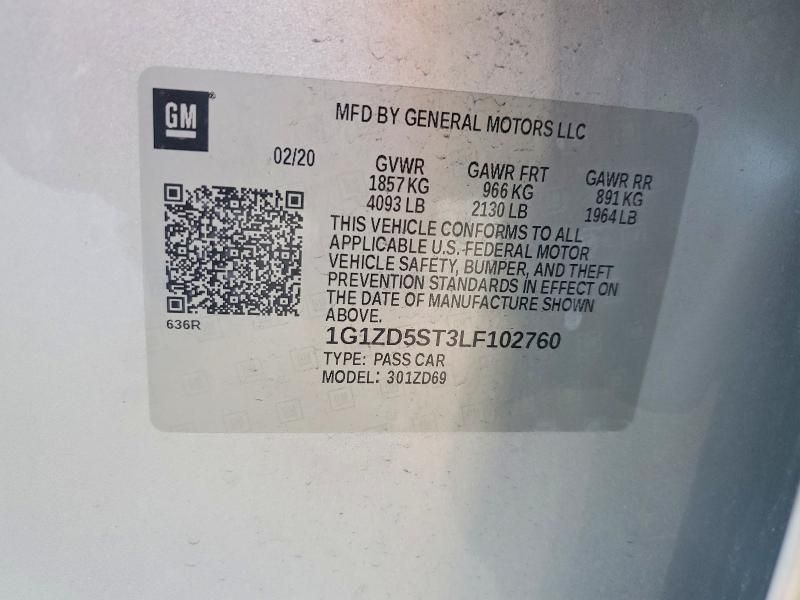 GM
MFD BY GENERAL MOTORS LLC
02/20
GVWR
1857 KG
4093 LB
GAWR FRT
966 KG
2130 LB
GAWR RR
891 KG
1964 LB
THIS VEHICLE CONFORMS TO ALL
APPLICABLE U.S. FEDERAL MOTOR
VEHICLE SAFETY, BUMPER, AND THEFT
PREVENTION STANDARDS IN EFFECT ON
THE DATE OF MANUFACTURE SHOWN
ABOVE.
636R
1G1ZD5ST3LF102760
TYPE: PASS CAR
MODEL: 301ZD69